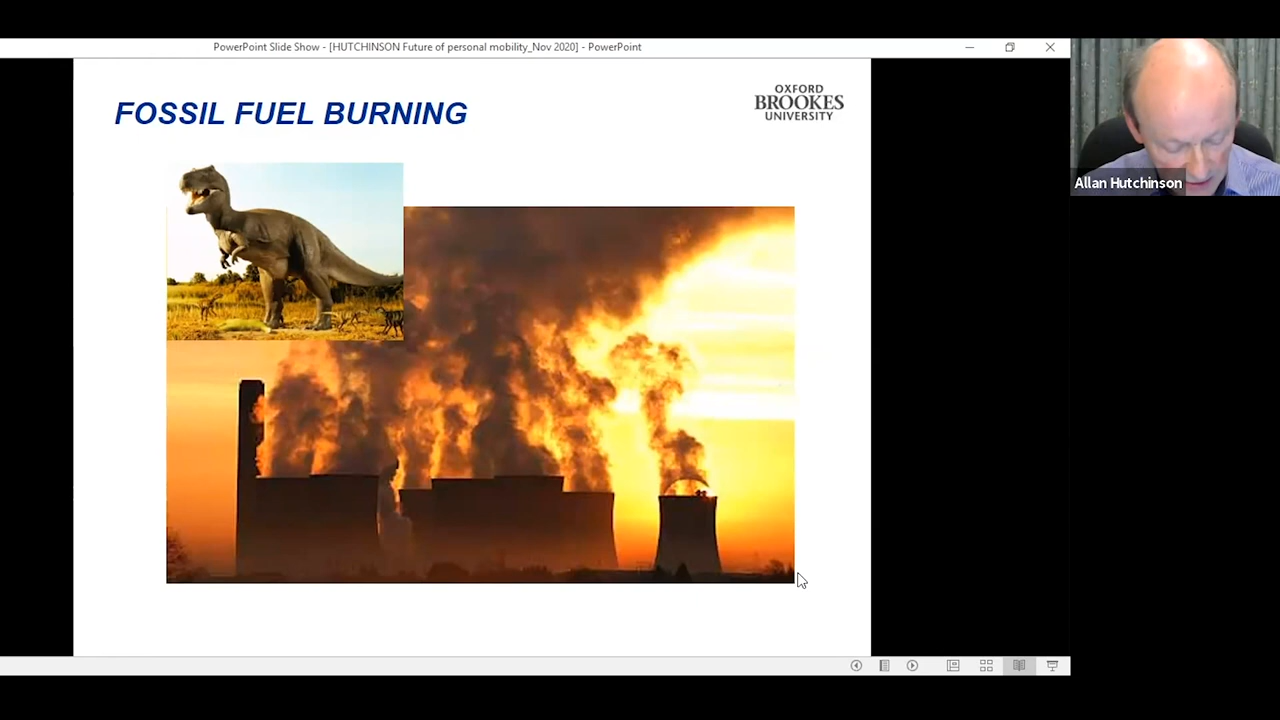 PowerPoint Slide Show - [HUTCHINSON Future of personal mobility_Nov 2020] - PowerPoint
FOSSIL FUEL BURNING
OXFORD
BROOKES
UNIVERSITY
Allan Hutchinson